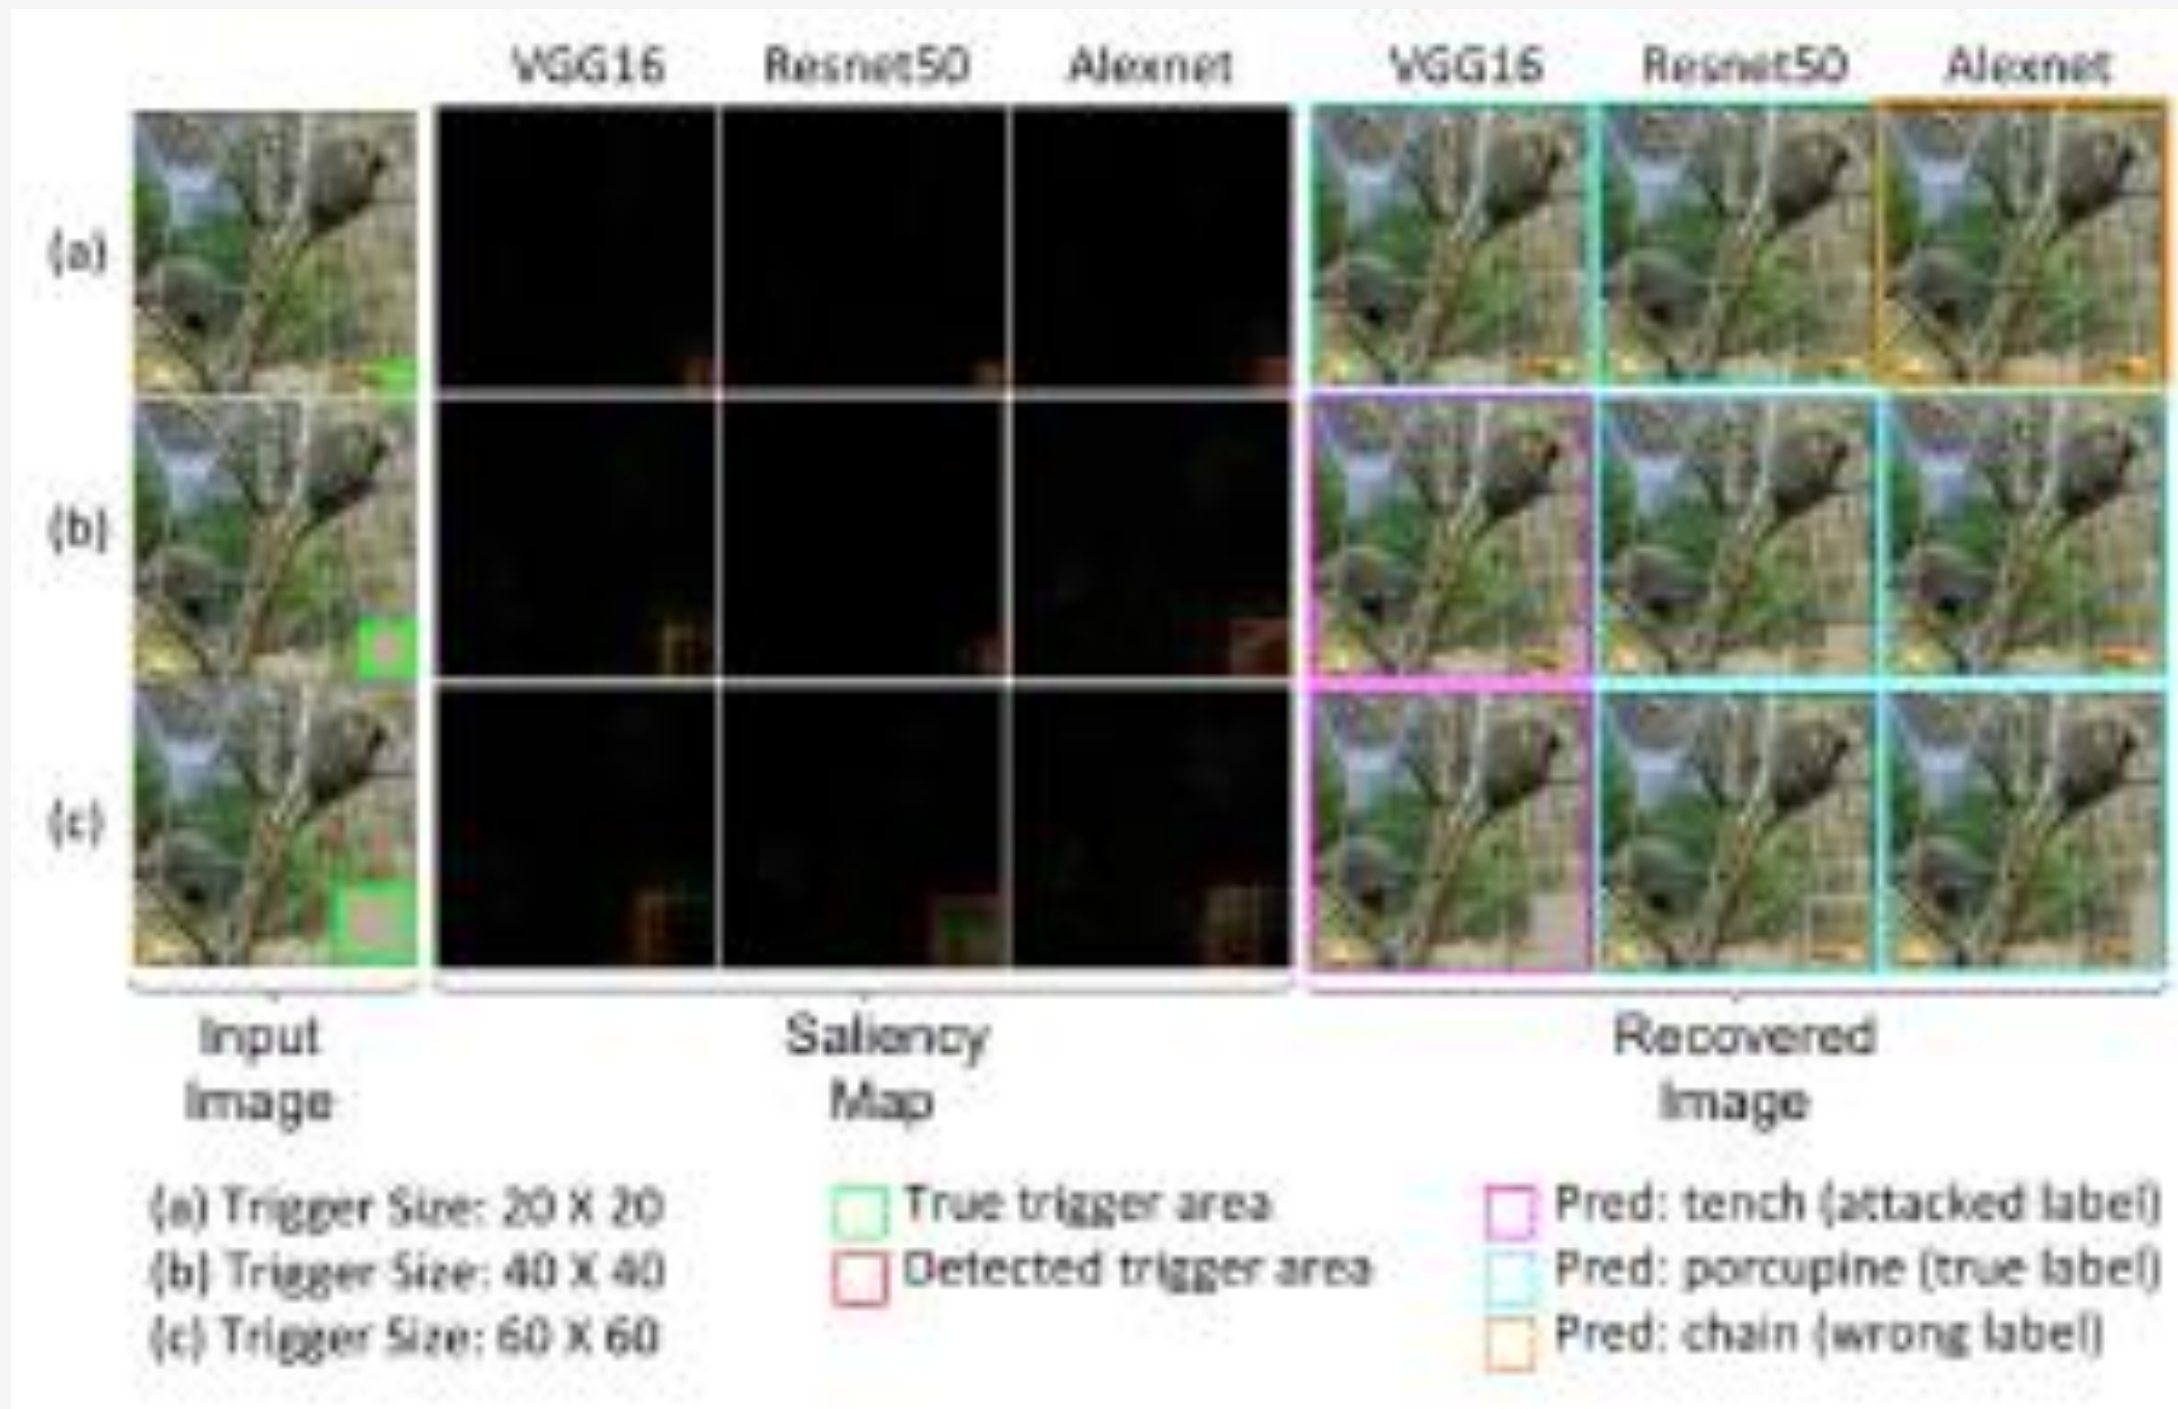 VGG16 Resnet50 Alexnet VGG16 Resnet50 Alexnet
(a)
(b)
(c)
Input Image
Saliency Map
Recovered Image
(a) Trigger Size: 20 X 20
(b) Trigger Size: 40 X 40
(c) Trigger Size: 60 X 60
True trigger area
Detected trigger area
Pred: tench (attacked label)
Pred: porcupine (true label)
Pred: chain (wrong label)